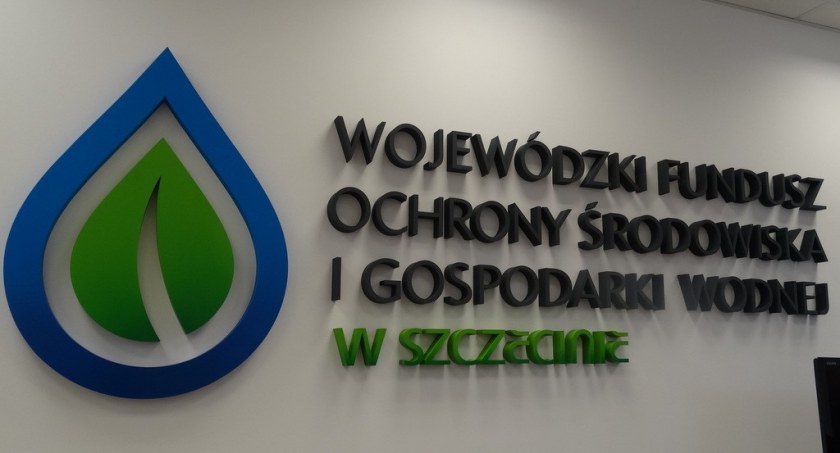 WOJEWÓDZKI FUNDUSZ
OCHRONY ŚRODOWISKA
I GOSPODARKI WODNEJ
W SZCZECINIE